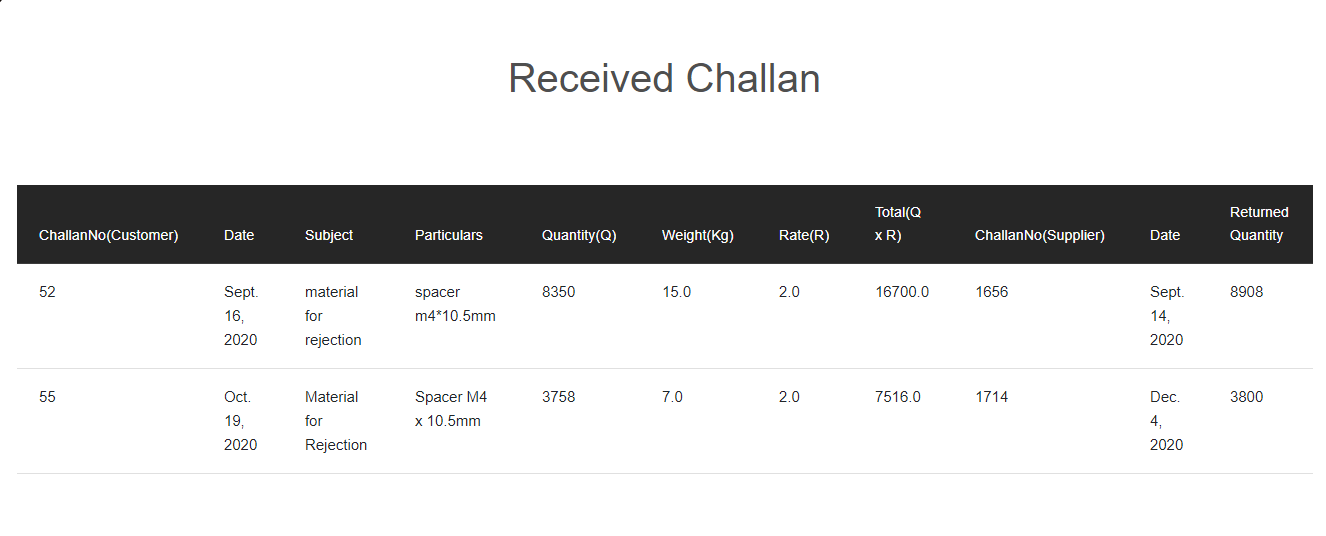 Received Challan
ChallanNo(Customer) Date Subject Particulars Quantity(Q) Weight(Kg) Rate(R) Total(Q x R) ChallanNo(Supplier) Date Returned Quantity
52 Sept. 16, 2020 material for rejection spacer m4*10.5mm 8350 15.0 2.0 16700.0 1656 Sept. 14, 2020 8908
55 Oct. 19, 2020 Material for Rejection Spacer M4 x 10.5mm 3758 7.0 2.0 7516.0 1714 Dec. 4, 2020 3800